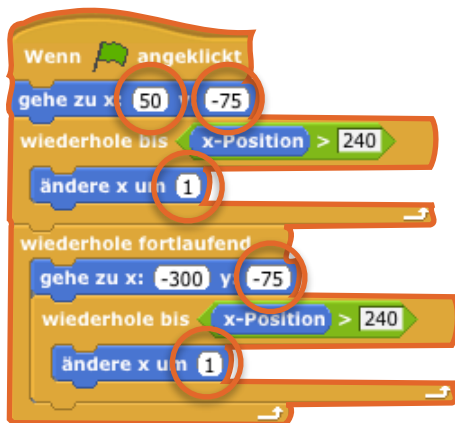 Wenn angeklickt
gehe zu x: 50 y: -75
wiederhole bis x-Position > 240
ändere x um 1
wiederhole fortlaufend
gehe zu x: -300 y: -75
wiederhole bis x-Position > 240
ändere x um 1